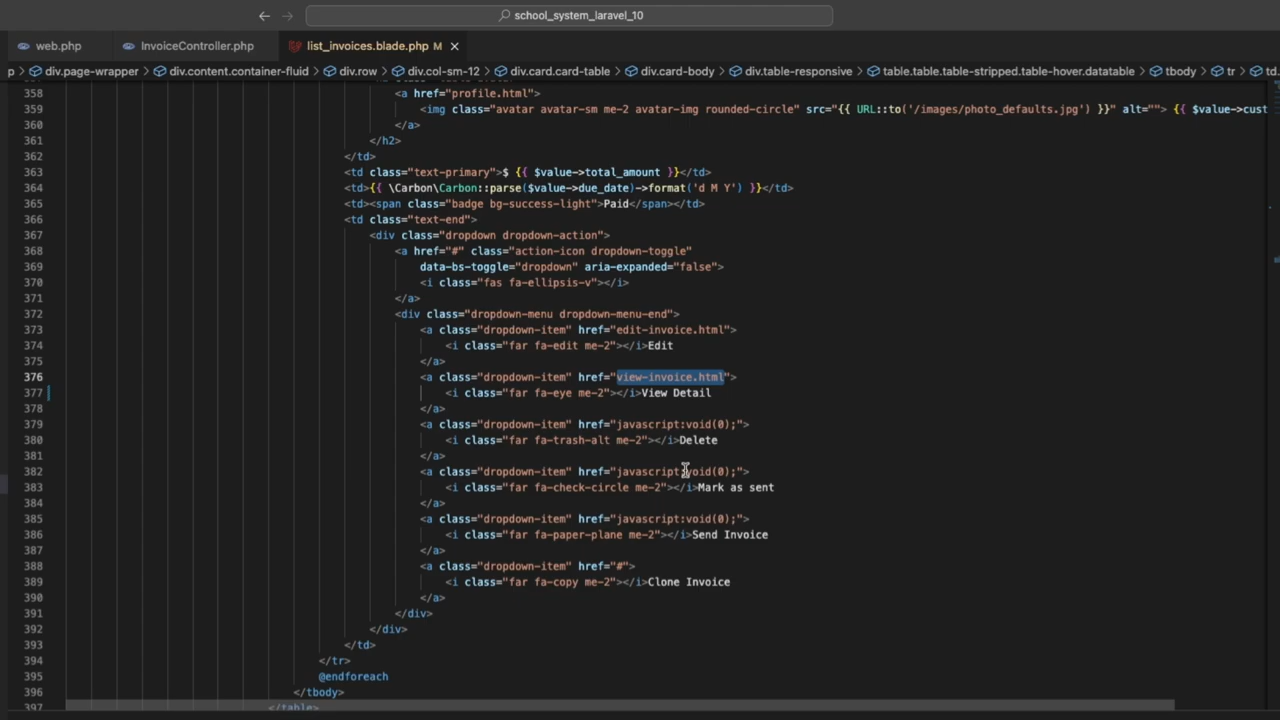 school_system_laravel_10
web.php InvoiceController.php list_invoices.blade.php M
p > div.page-wrapper > div.content.container-fluid > div.row > div.col-sm-12 > div.card.card-table > div.card-body > div.table-responsive > table.table.table-stripped.table-hover.datatable > tbody > tr > td.
358 <a href="profile.html">
359 <img class="avatar avatar-sm me-2 avatar-img rounded-circle" src="{{ URL::to('/images/photo_defaults.jpg') }}" alt=""> {{ $value->cust
360 </a>
361 </h2>
362 </td>
363 <td class="text-primary">$ {{ $value->total_amount }}</td>
364 <td>{{ \Carbon\Carbon::parse($value->due_date)->format('d M Y') }}</td>
365 <td><span class="badge bg-success-light">Paid</span></td>
366 <td class="text-end">
367 <div class="dropdown dropdown-action">
368 <a href="#" class="action-icon dropdown-toggle"
369 data-bs-toggle="dropdown" aria-expanded="false">
370 <i class="fas fa-ellipsis-v"></i>
371 </a>
372 <div class="dropdown-menu dropdown-menu-end">
373 <a class="dropdown-item" href="edit-invoice.html">
374 <i class="far fa-edit me-2"></i>Edit
375 </a>
376 <a class="dropdown-item" href="view-invoice.html">
377 <i class="far fa-eye me-2"></i>View Detail
378 </a>
379 <a class="dropdown-item" href="javascript:void(0);">
380 <i class="far fa-trash-alt me-2"></i>Delete
381 </a>
382 <a class="dropdown-item" href="javascript:void(0);">
383 <i class="far fa-check-circle me-2"></i>Mark as sent
384 </a>
385 <a class="dropdown-item" href="javascript:void(0);">
386 <i class="far fa-paper-plane me-2"></i>Send Invoice
387 </a>
388 <a class="dropdown-item" href="#">
389 <i class="far fa-copy me-2"></i>Clone Invoice
390 </a>
391 </div>
392 </div>
393 </td>
394 </tr>
395 @endforeach
396 </tbody>
397 </table>